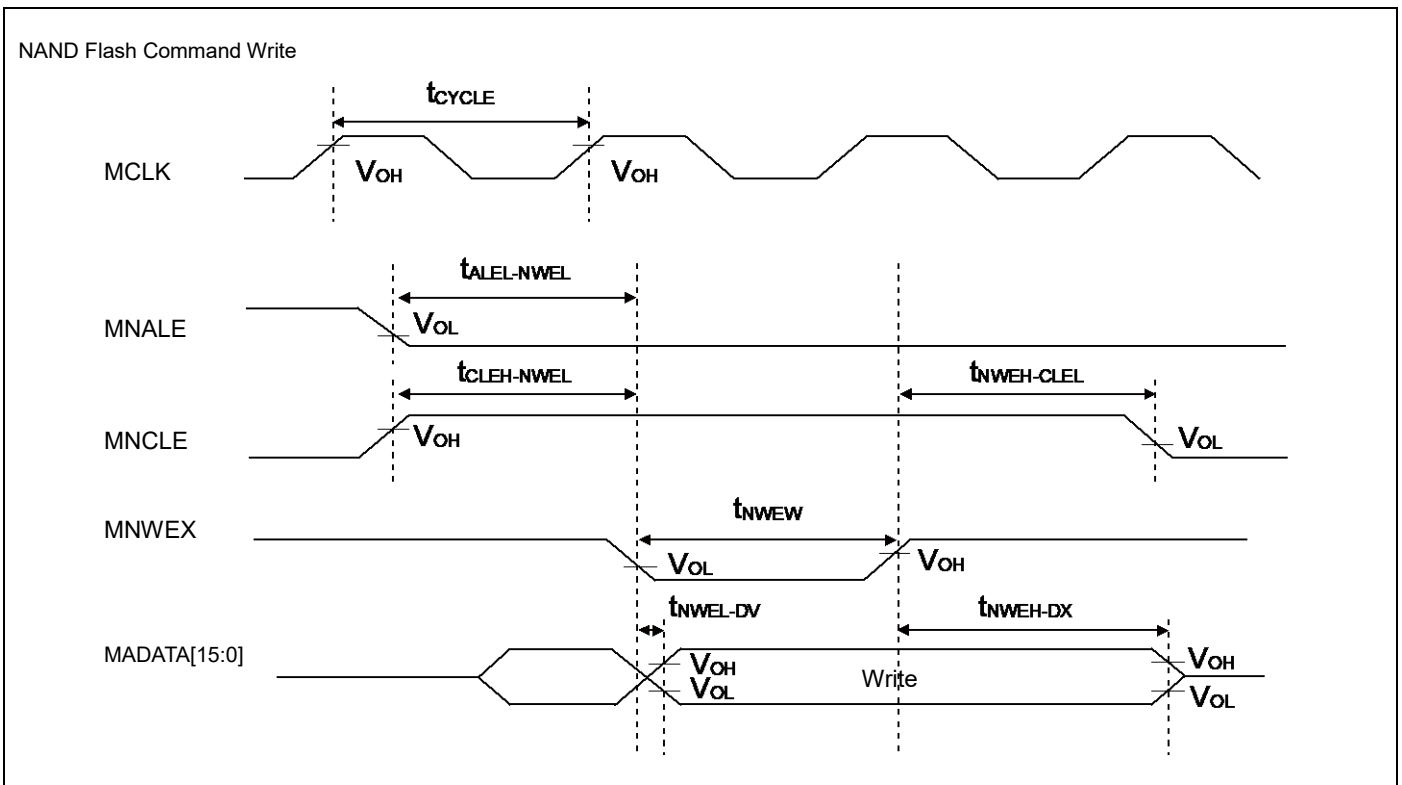 NAND Flash Command Write
tCYCLE
MCLK
VOH
VOH
tALEL-NWEL
MNALE
VOL
tCLEH-NWEL
tNWEH-CLEL
MNCLE
VOH
VOL
MNWEX
tNWEW
VOL
VOH
tNWEL-DV
tNWEH-DX
MADATA[15:0]
VOH
VOL
Write
VOH
VOL